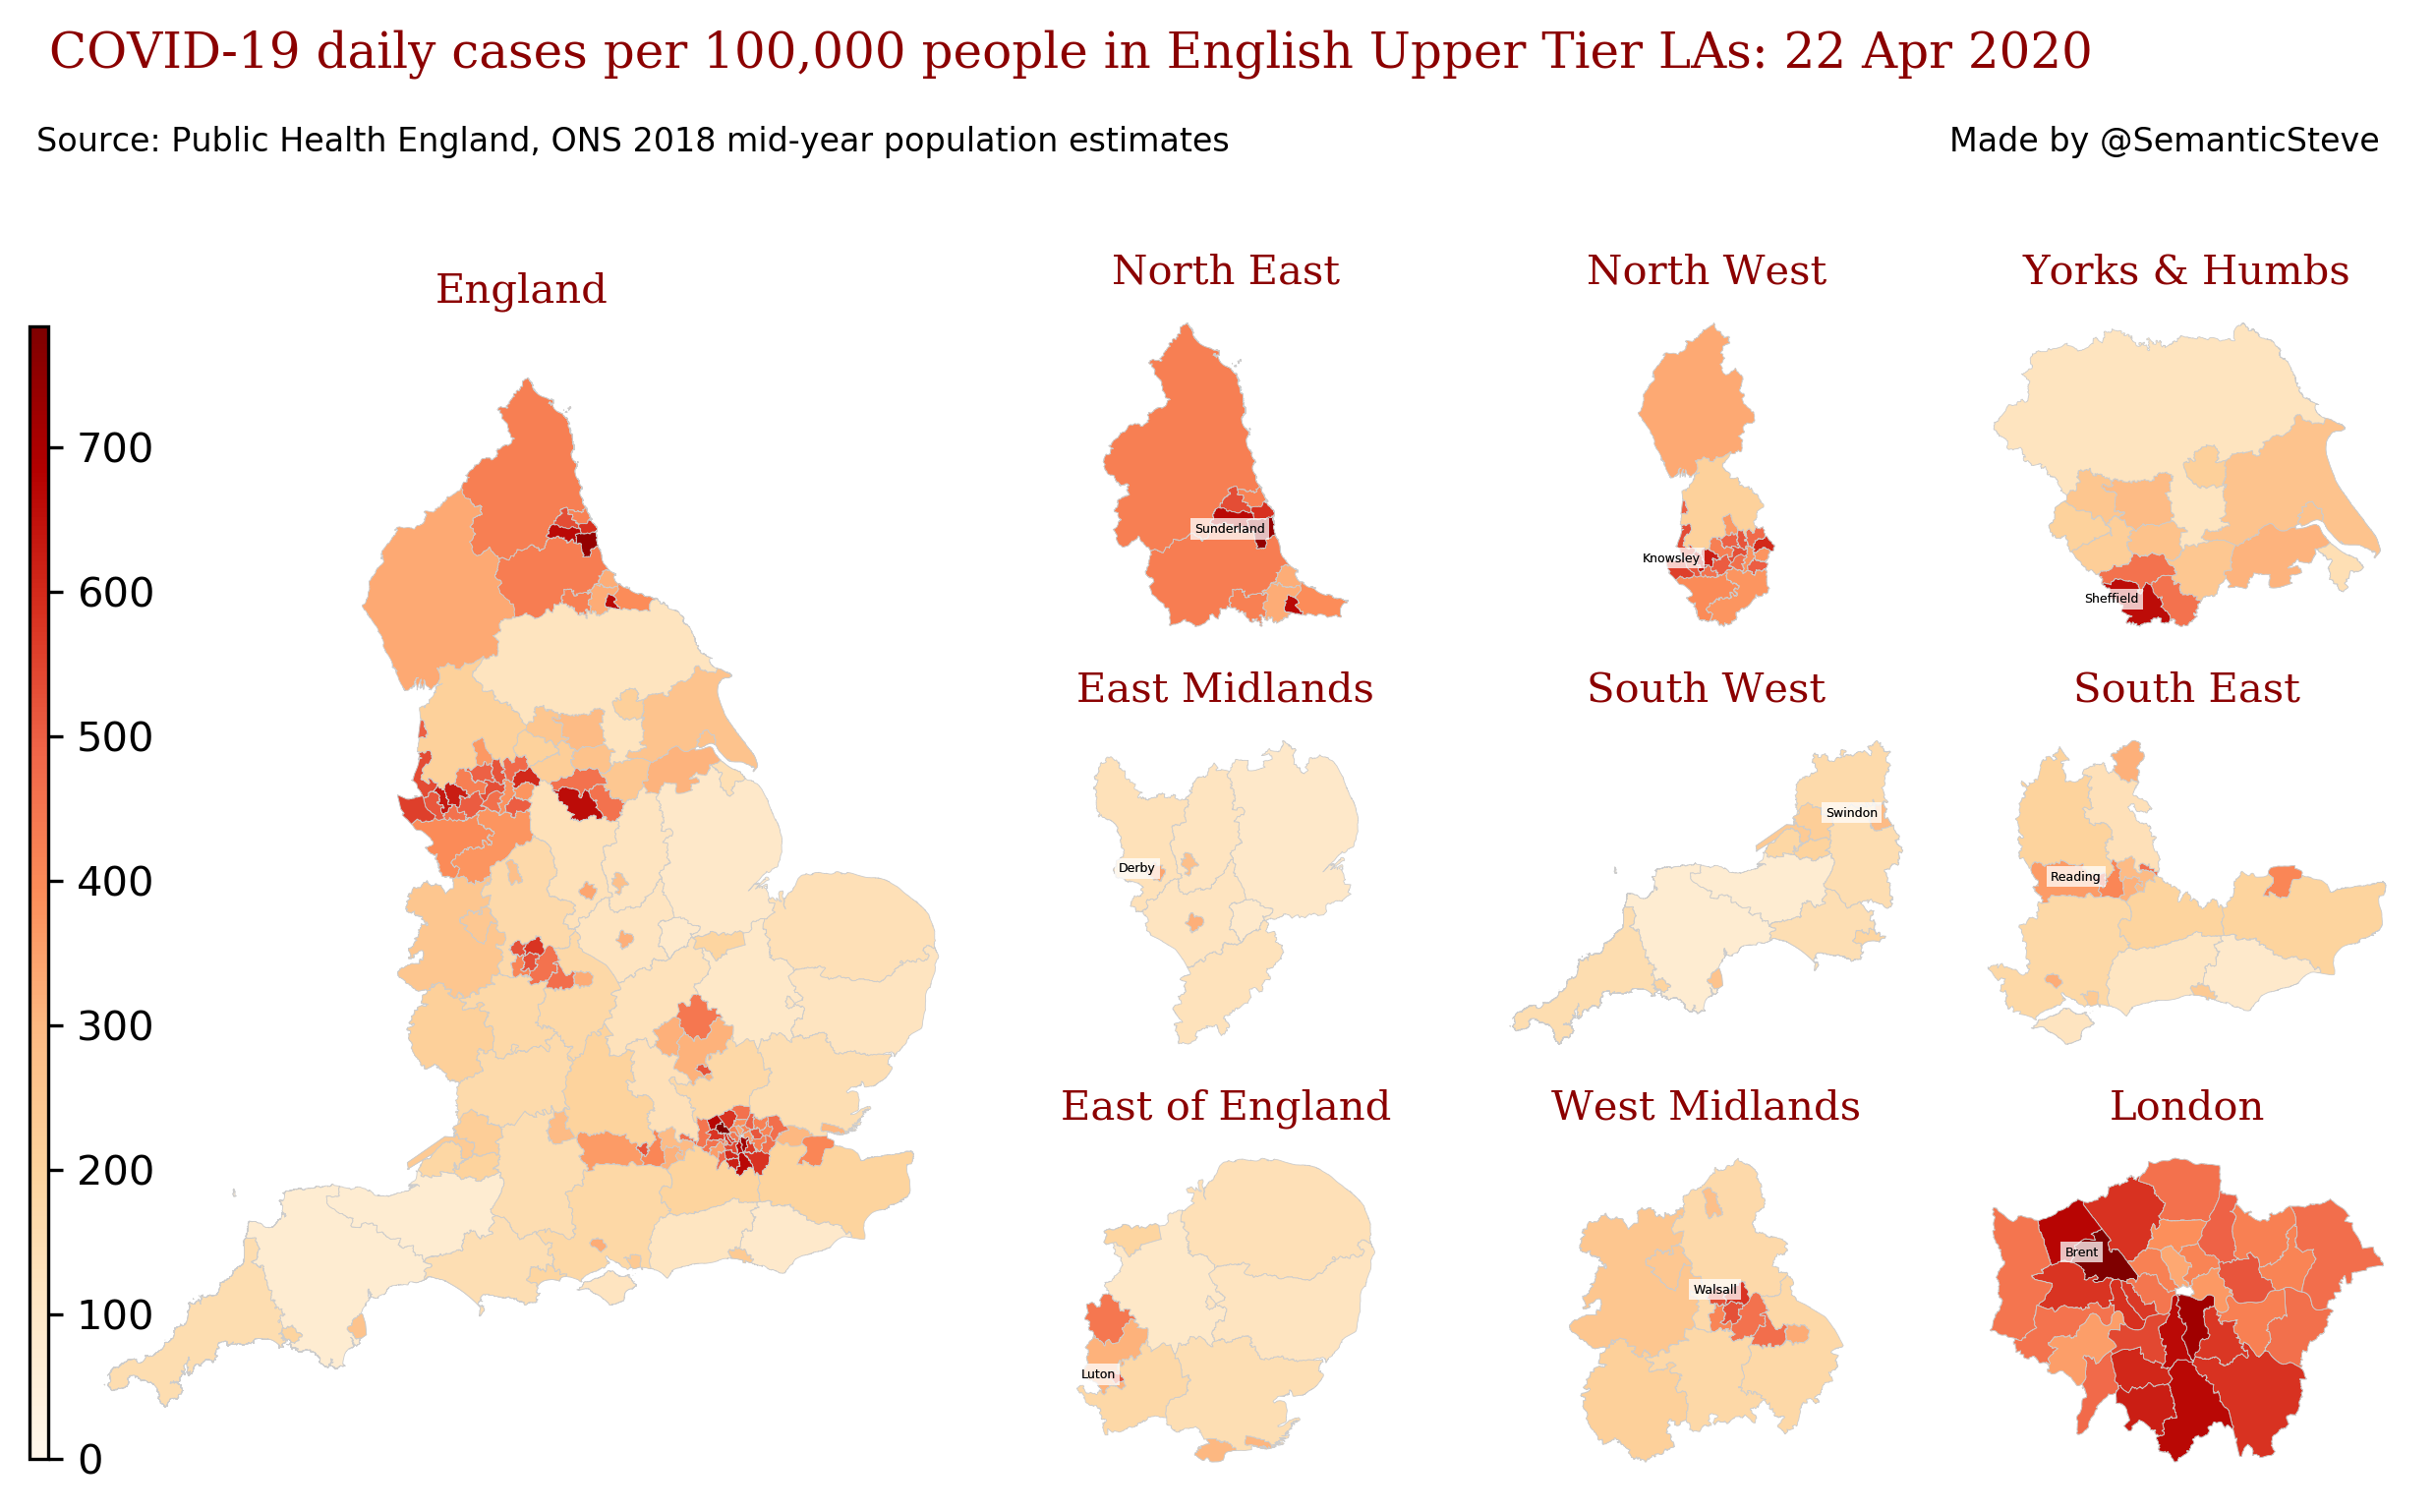 COVID-19 daily cases per 100,000 people in English Upper Tier LAs: 22 Apr 2020
Source: Public Health England, ONS 2018 mid-year population estimates
Made by @SemanticSteve
England
700
600
500
400
300
200
100
0
North East
Sunderland
North West
Knowsley
Yorks & Humbs
Sheffield
East Midlands
Derby
South West
Swindon
South East
Reading
East of England
Luton
West Midlands
Walsall
London
Brent